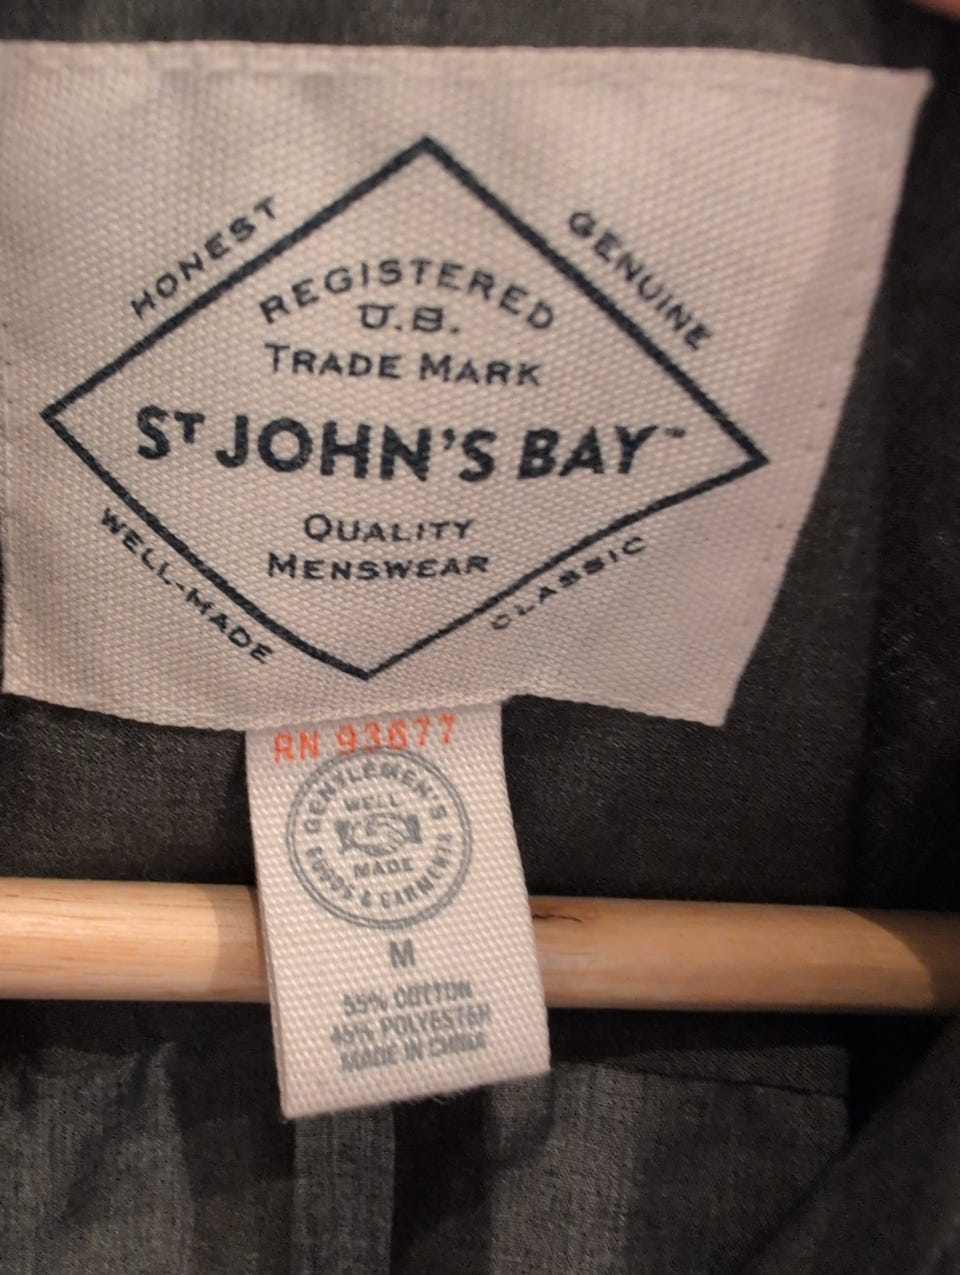 HONEST
GENUINE
REGISTERED
U.S.
TRADE MARK
ST JOHN'S BAY™
QUALITY
MENSWEAR
WELL-MADE
CLASSIC
RN 93677
GENTLEMEN'S
WELL
MADE
GOODS & GARMENTS
M
55% COTTON
45% POLYESTER
MADE IN CHINA